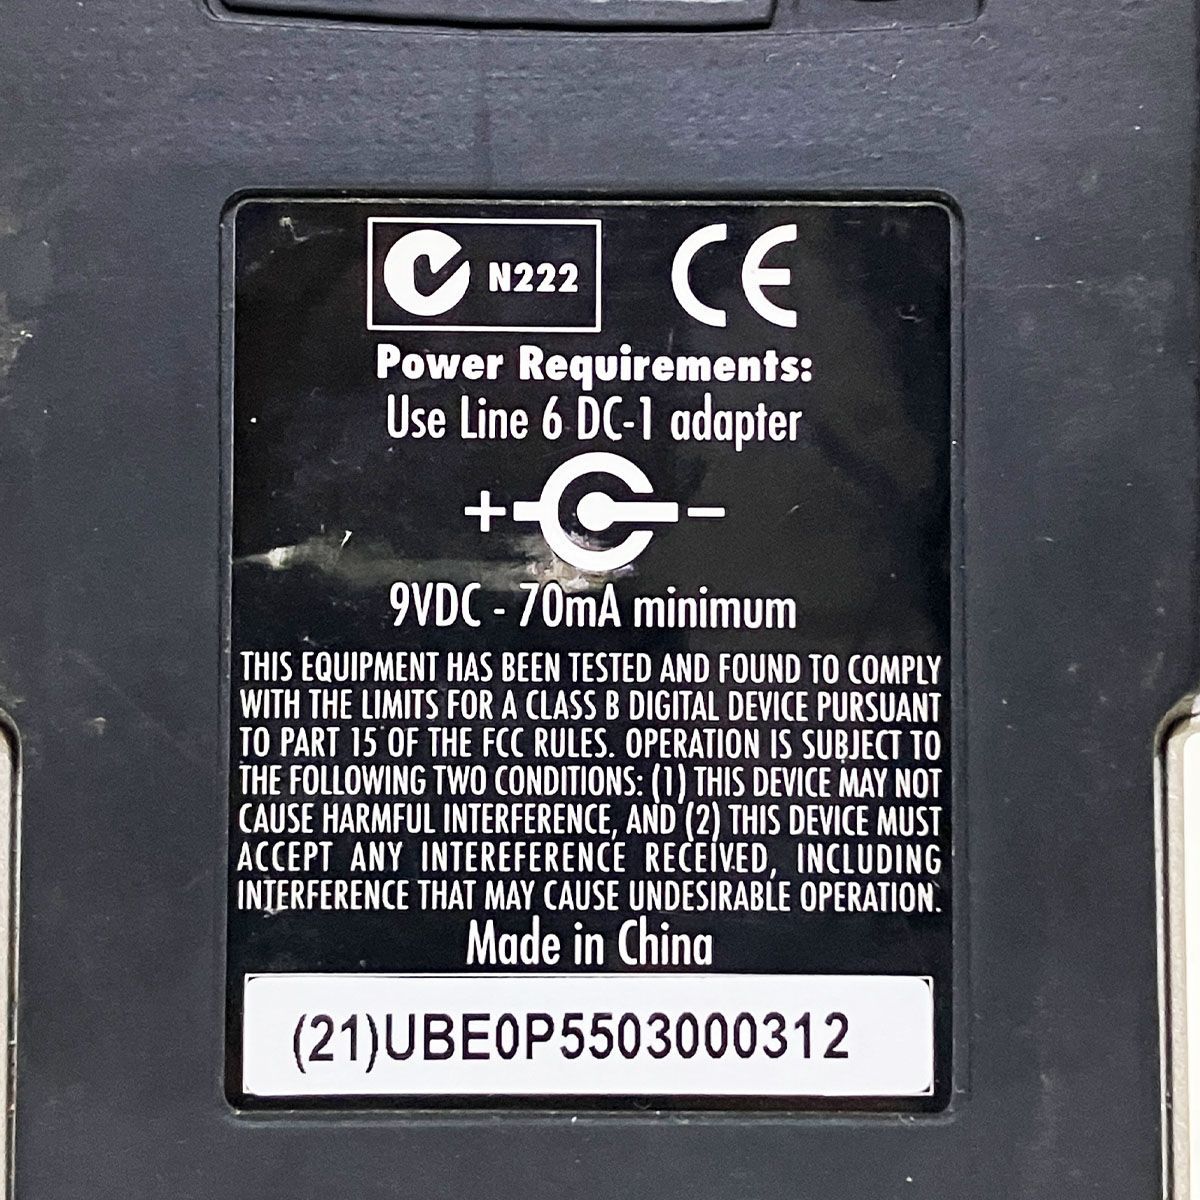 N222 CE
Power Requirements:
Use Line 6 DC-1 adapter
+ -
9VDC - 70mA minimum
THIS EQUIPMENT HAS BEEN TESTED AND FOUND TO COMPLY
WITH THE LIMITS FOR A CLASS B DIGITAL DEVICE PURSUANT
TO PART 15 OF THE FCC RULES. OPERATION IS SUBJECT TO
THE FOLLOWING TWO CONDITIONS: (1) THIS DEVICE MAY NOT
CAUSE HARMFUL INTERFERENCE, AND (2) THIS DEVICE MUST
ACCEPT ANY INTEREFERENCE RECEIVED, INCLUDING
INTERFERENCE THAT MAY CAUSE UNDESIRABLE OPERATION.
Made in China
(21)UBE0P5503000312